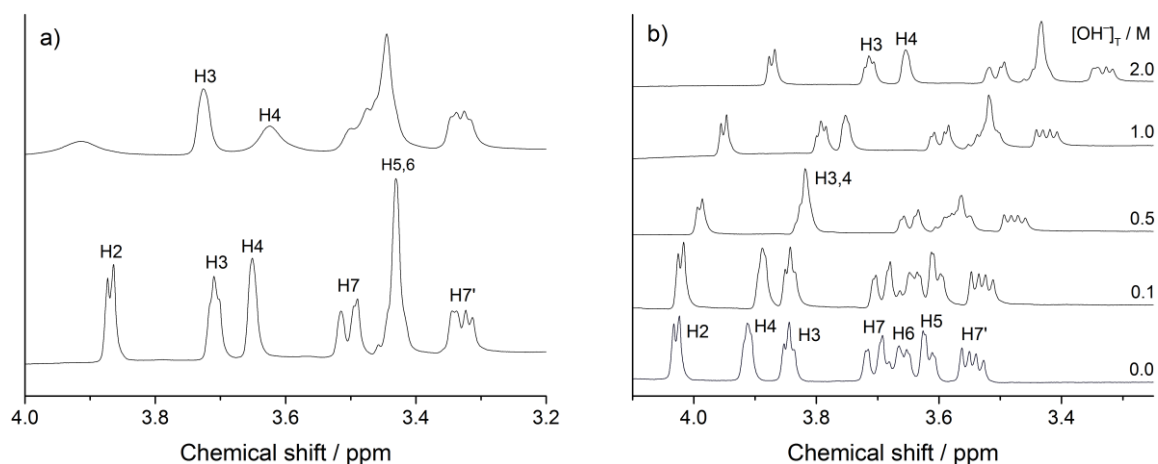 a)
H3
H4
H2
H3
H4
H7
H5,6
H7'
4.0 3.8 3.6 3.4 3.2
Chemical shift / ppm
b)
[OH⁻]T / M
H3 H4
2.0
1.0
H3,4
0.5
0.1
H2 H4 H3 H7 H6 H5 H7'
0.0
4.0 3.8 3.6 3.4
Chemical shift / ppm